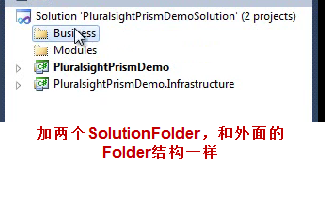 Solution 'PluralsightPrismDemoSolution' (2 projects)
Business
Modules
PluralsightPrismDemo
PluralsightPrismDemo.Infrastructure
加两个SolutionFolder，和外面的
Folder结构一样